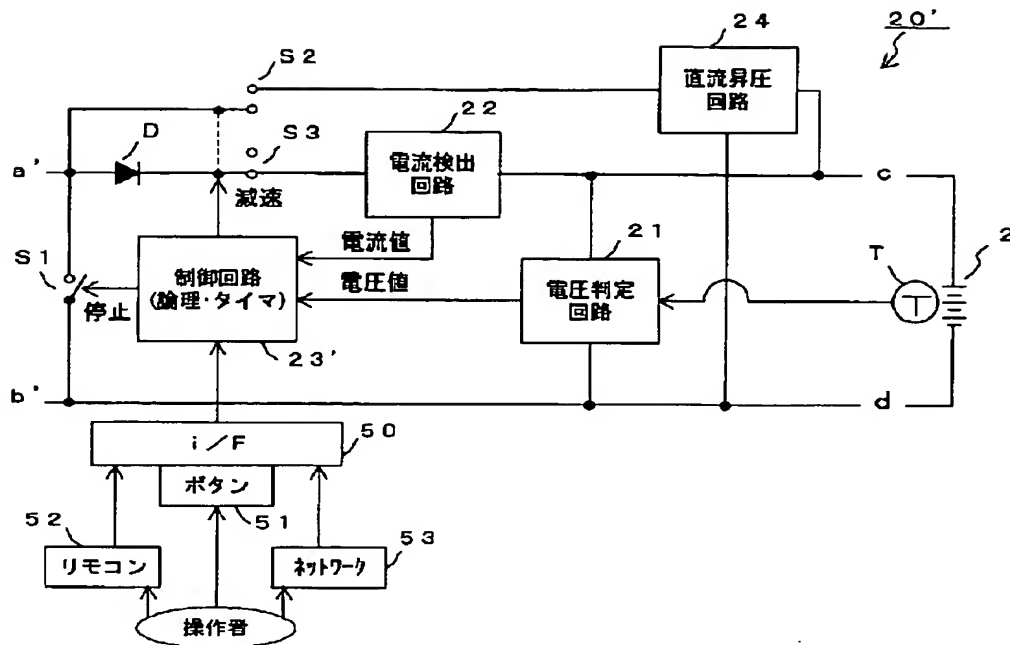 20'
24
S2
直流昇圧
回路
22
D
S3
電流検出
回路
a'
c
減速
S1
電流値
21
2
制御回路
(論理・タイマ)
電圧値
電圧判定
回路
T
T
停止
23'
b'
d
i/F
50
ボタン
51
52
リモコン
53
ネットワーク
操作者